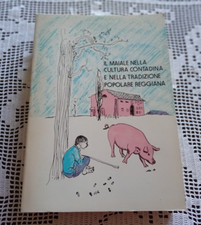 IL MAIALE NELLA
CULTURA CONTADINA
E NELLA TRADIZIONE
POPOLARE REGGIANA